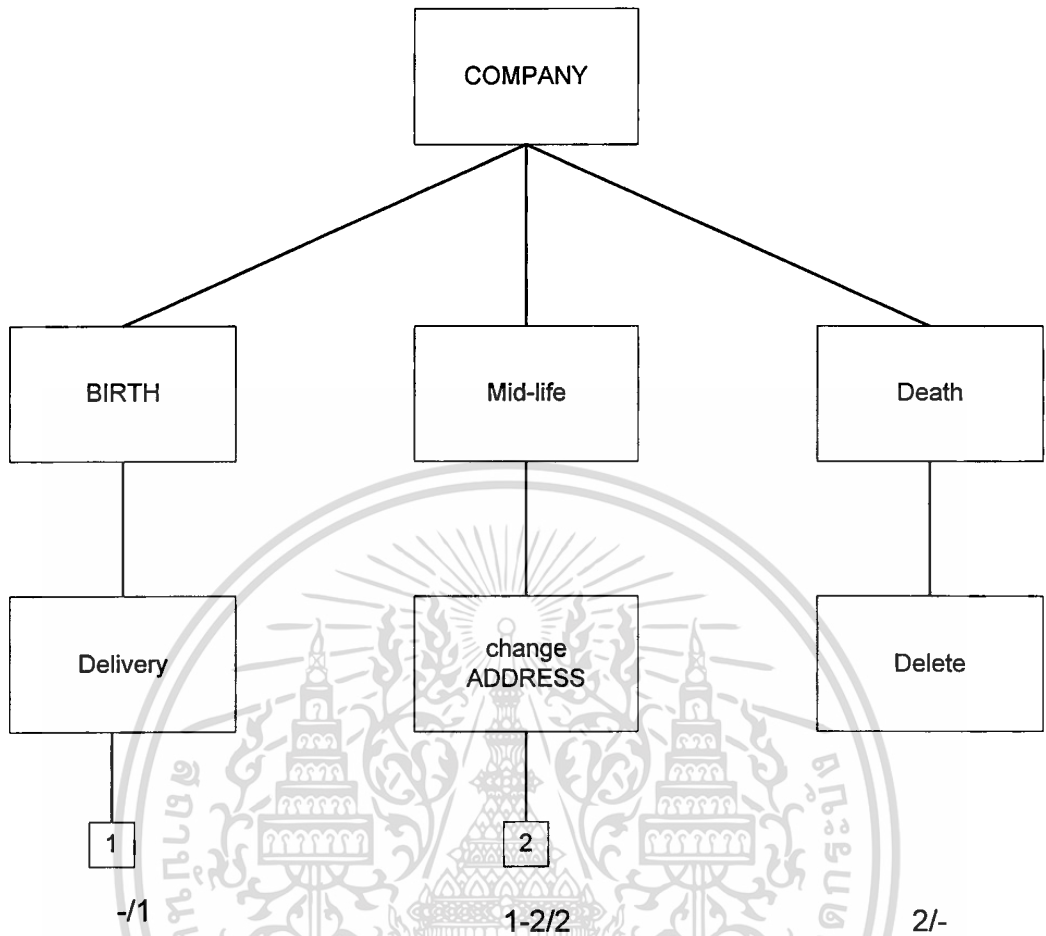 COMPANY
BIRTH
Mid-life
Death
Delivery
change
ADDRESS
Delete
1
2
-/1
1-2/2
2/-